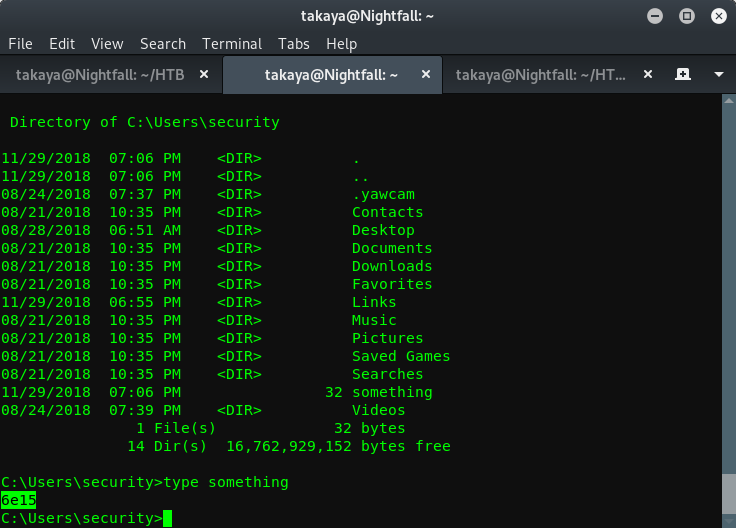 takaya@Nightfall: ~
File Edit View Search Terminal Tabs Help
takaya@Nightfall: ~/HTB takaya@Nightfall: ~ takaya@Nightfall: ~/HT...
Directory of C:\Users\security
11/29/2018  07:06 PM    <DIR>          .
11/29/2018  07:06 PM    <DIR>          ..
08/24/2018  07:37 PM    <DIR>          .yawcam
08/21/2018  10:35 PM    <DIR>          Contacts
08/28/2018  06:51 AM    <DIR>          Desktop
08/21/2018  10:35 PM    <DIR>          Documents
08/21/2018  10:35 PM    <DIR>          Downloads
08/21/2018  10:35 PM    <DIR>          Favorites
11/29/2018  06:55 PM    <DIR>          Links
08/21/2018  10:35 PM    <DIR>          Music
08/21/2018  10:35 PM    <DIR>          Pictures
08/21/2018  10:35 PM    <DIR>          Saved Games
08/21/2018  10:35 PM    <DIR>          Searches
11/29/2018  07:06 PM                32 something
08/24/2018  07:39 PM    <DIR>          Videos
               1 File(s)             32 bytes
              14 Dir(s)  16,762,929,152 bytes free
C:\Users\security>type something
6e15
C:\Users\security>